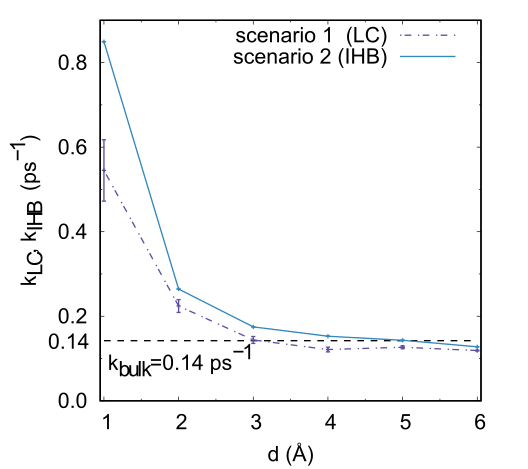 scenario 1 (LC)
scenario 2 (IHB)
0.8
0.6
0.4
0.2
0.14
0.0
k_LC, k_IHB (ps⁻¹)
k_bulk=0.14 ps⁻¹
1 2 3 4 5 6
d (Å)